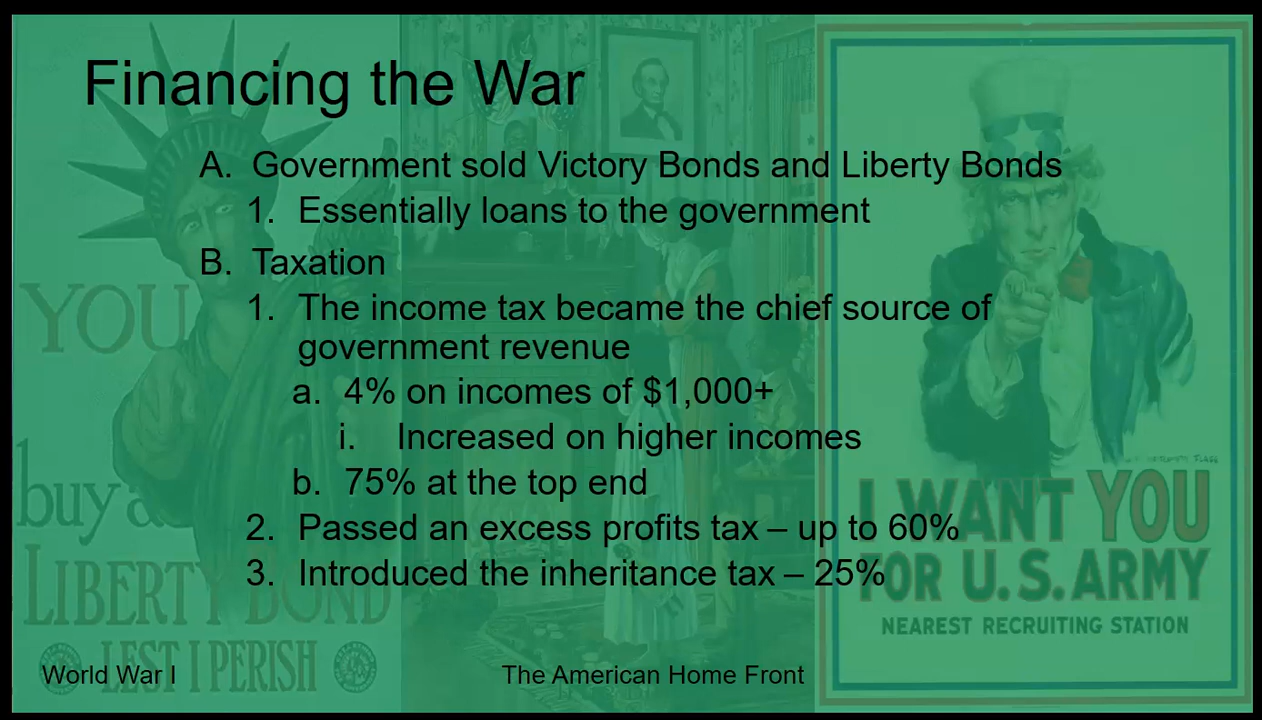 Financing the War
A. Government sold Victory Bonds and Liberty Bonds
1. Essentially loans to the government
B. Taxation
1. The income tax became the chief source of
government revenue
a. 4% on incomes of $1,000+
i. Increased on higher incomes
b. 75% at the top end
2. Passed an excess profits tax – up to 60%
3. Introduced the inheritance tax – 25%
World War I
The American Home Front
YOU
buy a
LIBERTY BOND
LEST I PERISH
I WANT YOU
FOR U.S. ARMY
NEAREST RECRUITING STATION